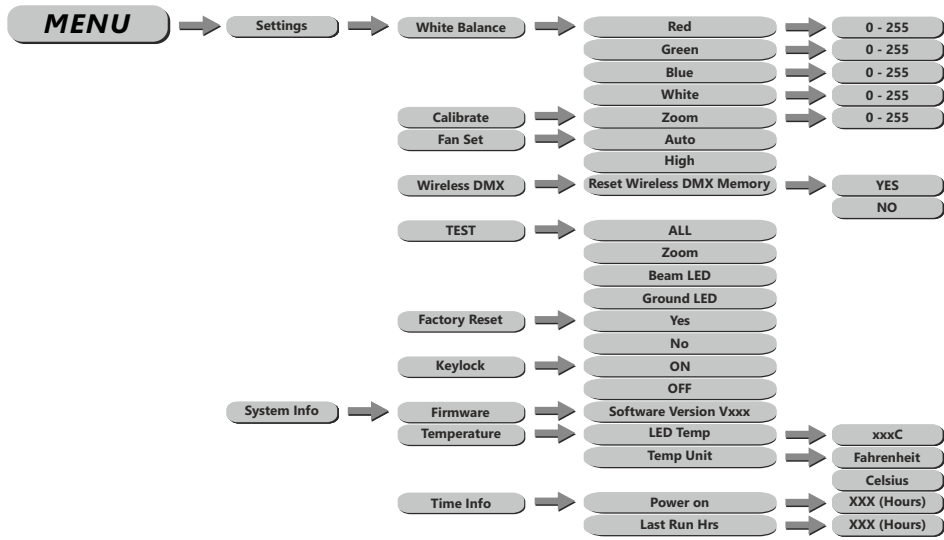 MENU Settings White Balance Red 0 - 255
Green 0 - 255
Blue 0 - 255
White 0 - 255
Calibrate Zoom 0 - 255
Fan Set Auto
High
Wireless DMX Reset Wireless DMX Memory YES
NO
TEST ALL
Zoom
Beam LED
Ground LED
Factory Reset Yes
No
Keylock ON
OFF
System Info Firmware Software Version Vxxx
Temperature LED Temp xxxC
Temp Unit Fahrenheit
Celsius
Time Info Power on XXX (Hours)
Last Run Hrs XXX (Hours)